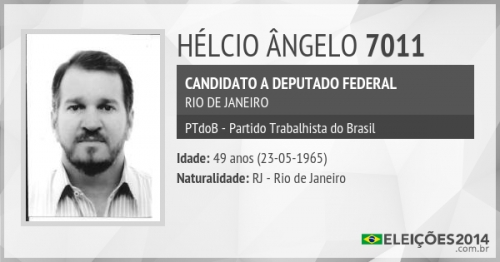 HÉLCIO ÂNGELO 7011
CANDIDATO A DEPUTADO FEDERAL
RIO DE JANEIRO
PTdoB - Partido Trabalhista do Brasil
Idade: 49 anos (23-05-1965)
Naturalidade: RJ - Rio de Janeiro
ELEIÇÕES2014
.com.br